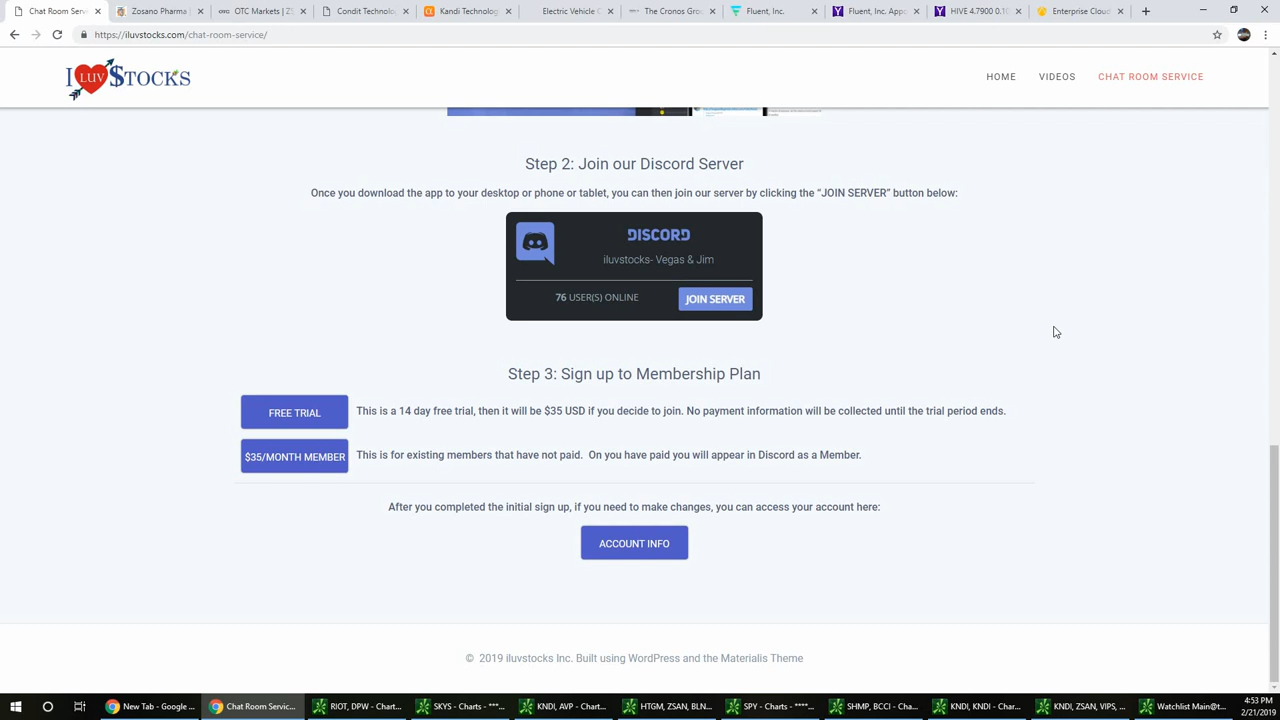 Chat Room Servi
Zosano Pharma
OTC Markets | Z
Condit Technolog
Kandi Technolog
Electric Vehicle C
The Cronos Gro
Fluent, Inc.
Fluent, Inc. Appo
HIVE 4.7900 0.10
Enterprise Cloud
https://iluvstocks.com/chat-room-service/
I LUV $TOCKS
HOME
VIDEOS
CHAT ROOM SERVICE
Step 2: Join our Discord Server
Once you download the app to your desktop or phone or tablet, you can then join our server by clicking the “JOIN SERVER” button below:
DISCORD
iluvstocks- Vegas & Jim
76 USER(S) ONLINE
JOIN SERVER
Step 3: Sign up to Membership Plan
FREE TRIAL
This is a 14 day free trial, then it will be $35 USD if you decide to join. No payment information will be collected until the trial period ends.
$35/MONTH MEMBER
This is for existing members that have not paid.  On you have paid you will appear in Discord as a Member.
After you completed the initial sign up, if you need to make changes, you can access your account here:
ACCOUNT INFO
© 2019 iluvstocks Inc. Built using WordPress and the Materialis Theme
New Tab - Google ...
Chat Room Servic...
RIOT, DPW - Chart...
SKYS - Charts - ***...
KNDI, AVP - Chart...
HTGM, ZSAN, BLN...
SPY - Charts - ****...
SHMP, BCCI - Char...
KNDI, KNDI - Char...
KNDI, ZSAN, VIPS, ...
Watchlist Main@t...
4:53 PM
2/21/2019